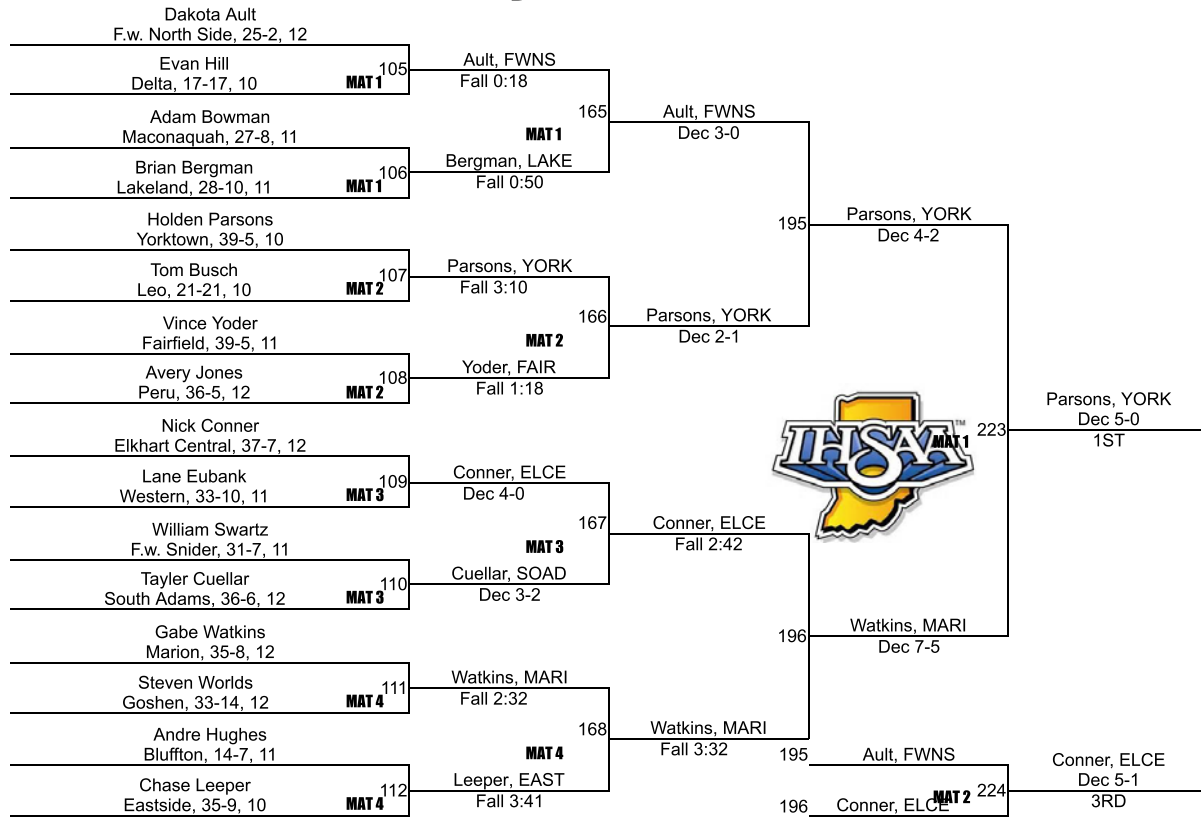 Dakota Ault
F.w. North Side, 25-2, 12
Evan Hill
Delta, 17-17, 10
MAT 1
105
Adam Bowman
Maconaquah, 27-8, 11
Brian Bergman
Lakeland, 28-10, 11
MAT 1
106
Holden Parsons
Yorktown, 39-5, 10
Tom Busch
Leo, 21-21, 10
MAT 2
107
Vince Yoder
Fairfield, 39-5, 11
Avery Jones
Peru, 36-5, 12
MAT 2
108
Nick Conner
Elkhart Central, 37-7, 12
Lane Eubank
Western, 33-10, 11
MAT 3
109
William Swartz
F.w. Snider, 31-7, 11
Tayler Cuellar
South Adams, 36-6, 12
MAT 3
110
Gabe Watkins
Marion, 35-8, 12
Steven Worlds
Goshen, 33-14, 12
MAT 4
111
Andre Hughes
Bluffton, 14-7, 11
Chase Leeper
Eastside, 35-9, 10
MAT 4
112
Ault, FWNS
Fall 0:18
165
MAT 1
Bergman, LAKE
Fall 0:50
Parsons, YORK
Fall 3:10
166
MAT 2
Yoder, FAIR
Fall 1:18
Conner, ELCE
Dec 4-0
167
MAT 3
Cuellar, SOAD
Dec 3-2
Watkins, MARI
Fall 2:32
168
MAT 4
Leeper, EAST
Fall 3:41
Ault, FWNS
Dec 3-0
195
Parsons, YORK
Dec 2-1
Conner, ELCE
Fall 2:42
196
Watkins, MARI
Fall 3:32
Parsons, YORK
Dec 4-2
IHSAA™
MAT 1
223
Watkins, MARI
Dec 7-5
Parsons, YORK
Dec 5-0
1ST
195
Ault, FWNS
MAT 2
224
196
Conner, ELCE
Conner, ELCE
Dec 5-1
3RD